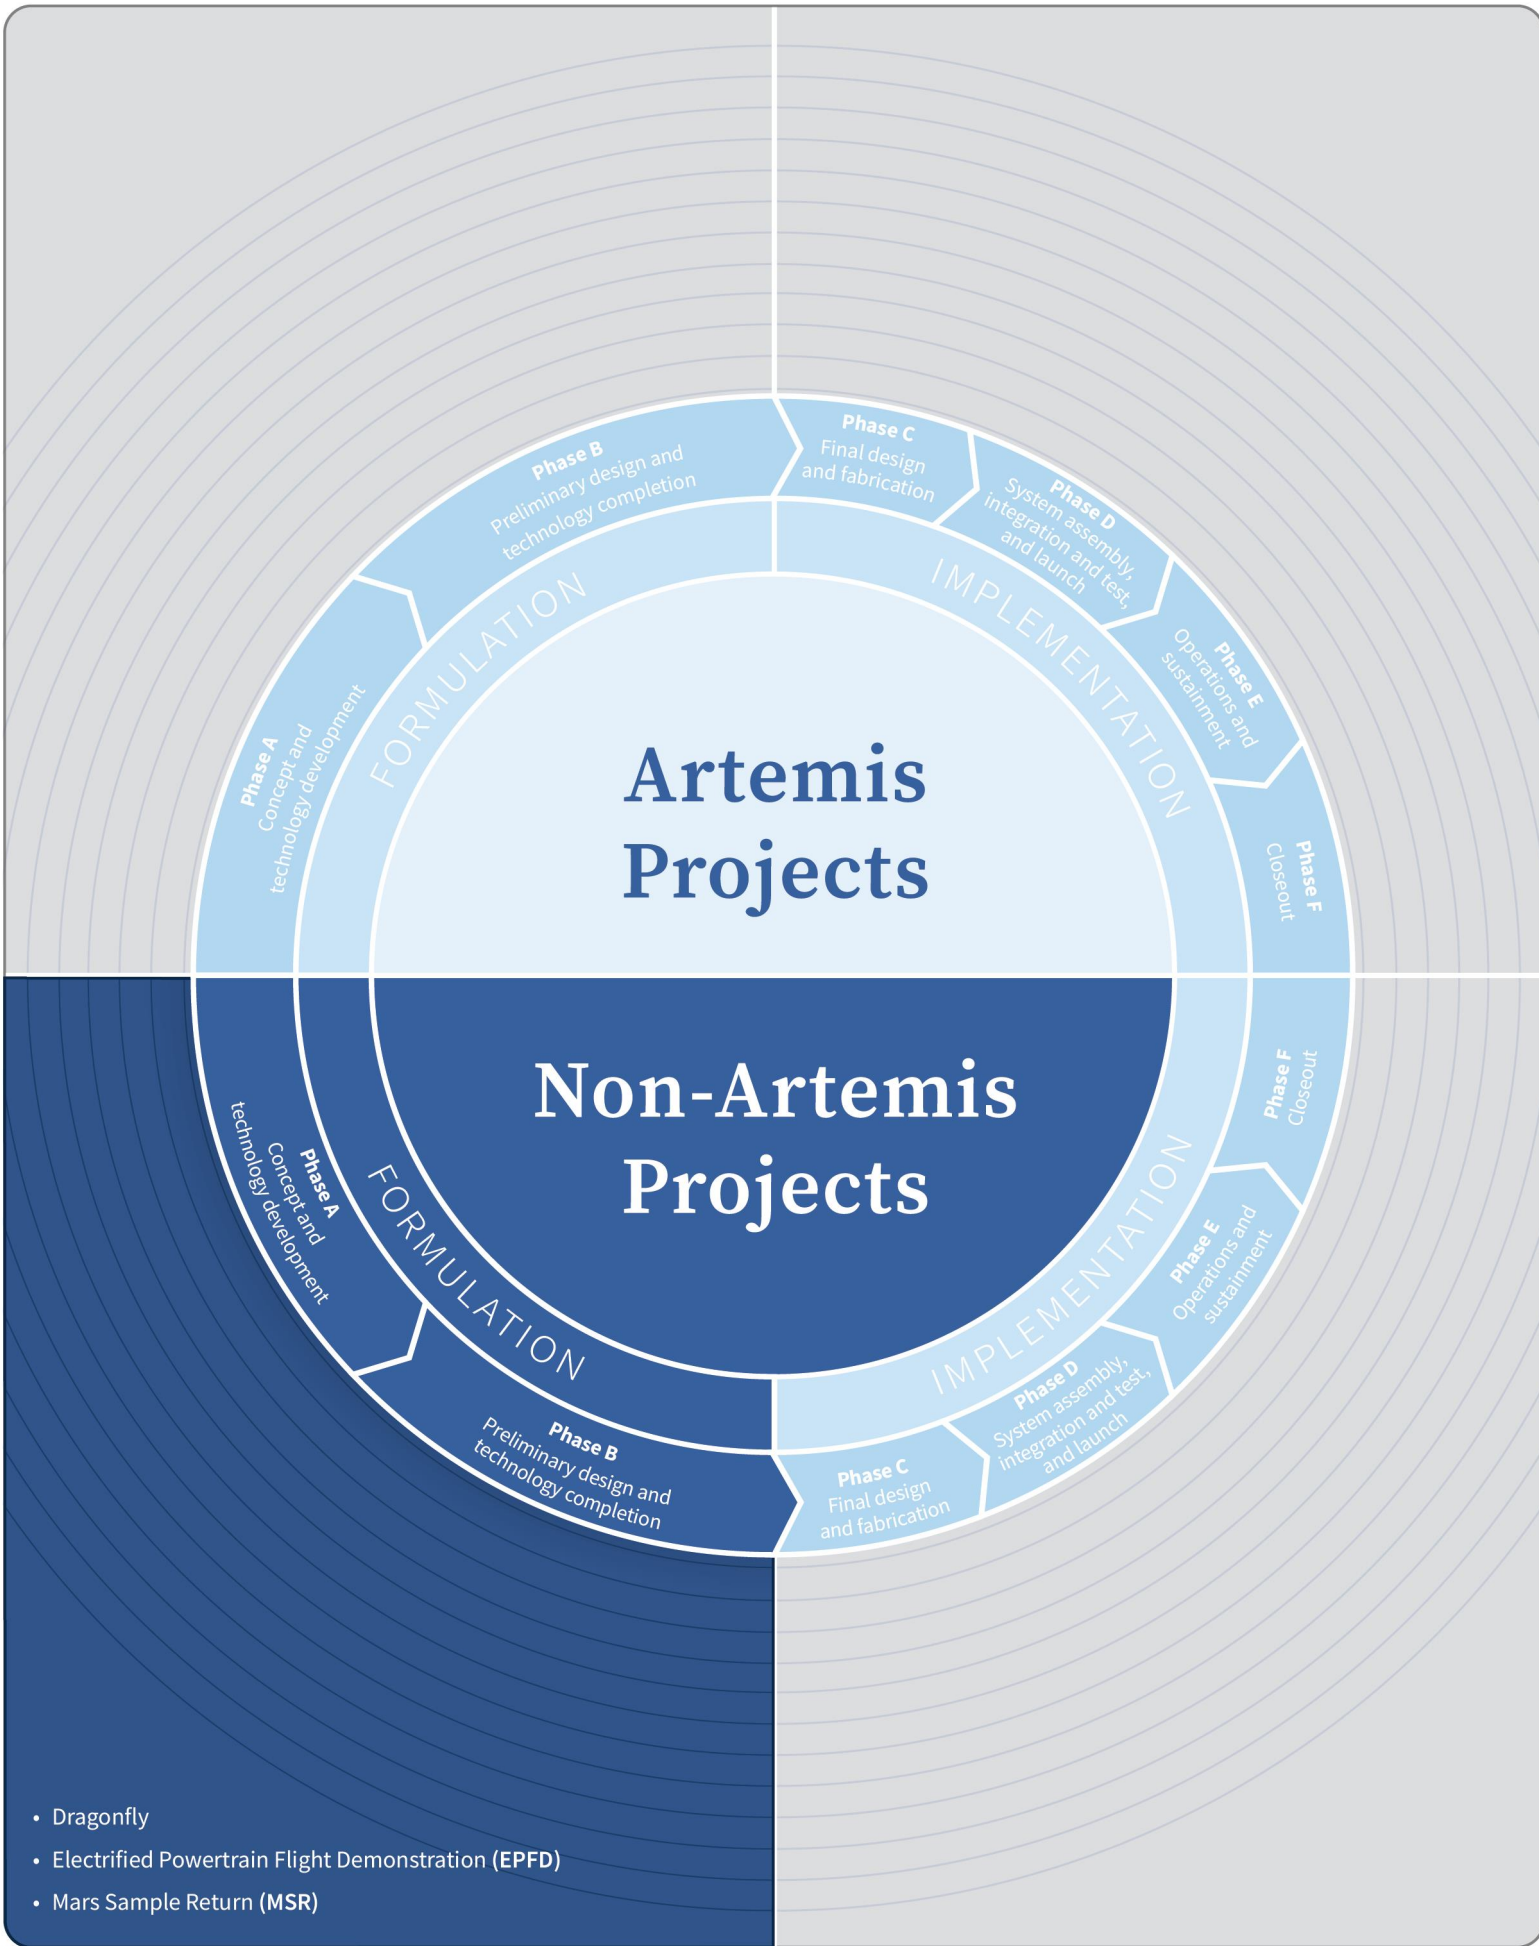 Phase B
Preliminary design and
technology completion
Phase C
Final design
and fabrication
Phase D
System assembly,
integration and test,
and launch
Phase A
Concept and
technology development
FORMULATION
IMPLEMENTATION
Phase E
Operations and
sustainment
Phase F
Closeout
Artemis
Projects
Non-Artemis
Projects
Phase A
Concept and
technology development
FORMULATION
IMPLEMENTATION
Phase F
Closeout
Phase E
Operations and
sustainment
Phase B
Preliminary design and
technology completion
Phase C
Final design
and fabrication
Phase D
System assembly,
integration and test,
and launch
• Dragonfly
• Electrified Powertrain Flight Demonstration (EPFD)
• Mars Sample Return (MSR)